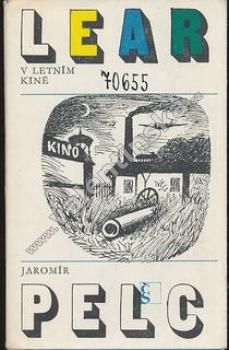 LEAR
V LETNÍM
KINĚ
70655
KINO
JAROMÍR
PELC
ČS